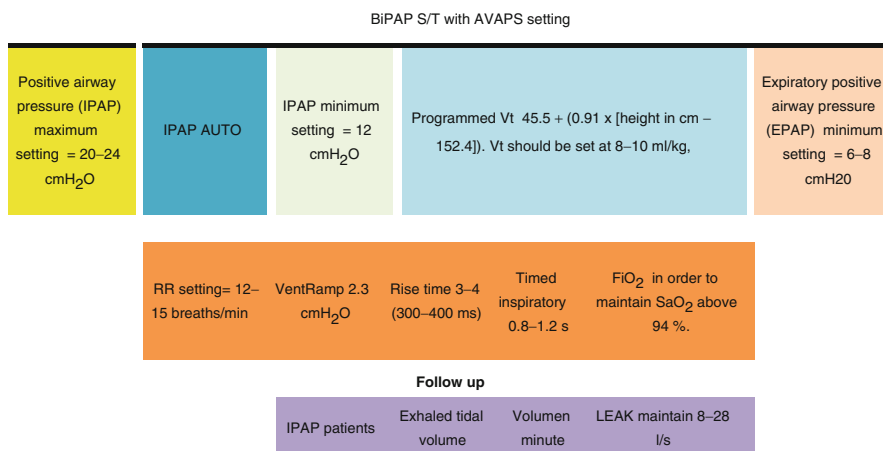 BiPAP S/T with AVAPS setting
Positive airway
pressure (IPAP)
maximum
setting = 20–24
cmH2O
IPAP AUTO
IPAP minimum
setting = 12
cmH2O
Programmed Vt 45.5 + (0.91 x [height in cm –
152.4]). Vt should be set at 8–10 ml/kg,
Expiratory positive
airway pressure
(EPAP) minimum
setting = 6–8
cmH20
RR setting= 12–
15 breaths/min
VentRamp 2.3
cmH2O
Rise time 3–4
(300–400 ms)
Timed
inspiratory
0.8–1.2 s
FiO2 in order to
maintain SaO2 above
94 %.
Follow up
IPAP patients
Exhaled tidal
volume
Volumen
minute
LEAK maintain 8–28
l/s